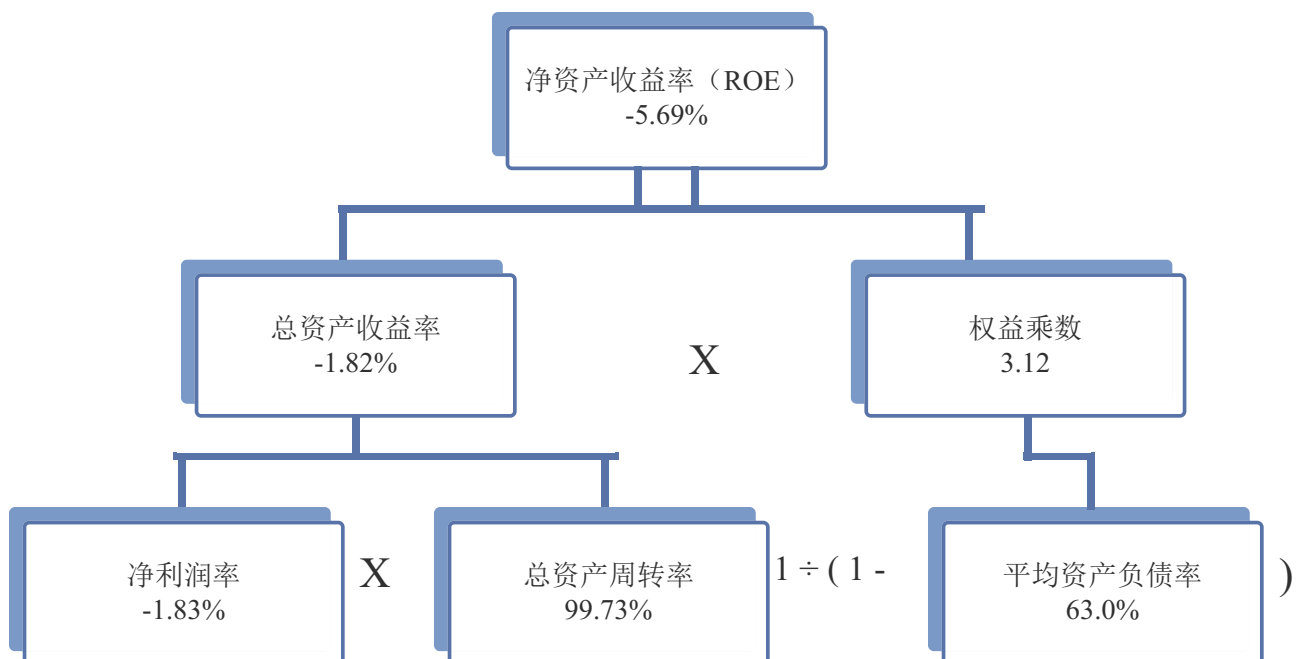 净资产收益率（ROE）
-5.69%
总资产收益率
-1.82%
X
权益乘数
3.12
净利润率
-1.83%
X
总资产周转率
99.73%
1 ÷ ( 1 -
平均资产负债率
63.0%
)